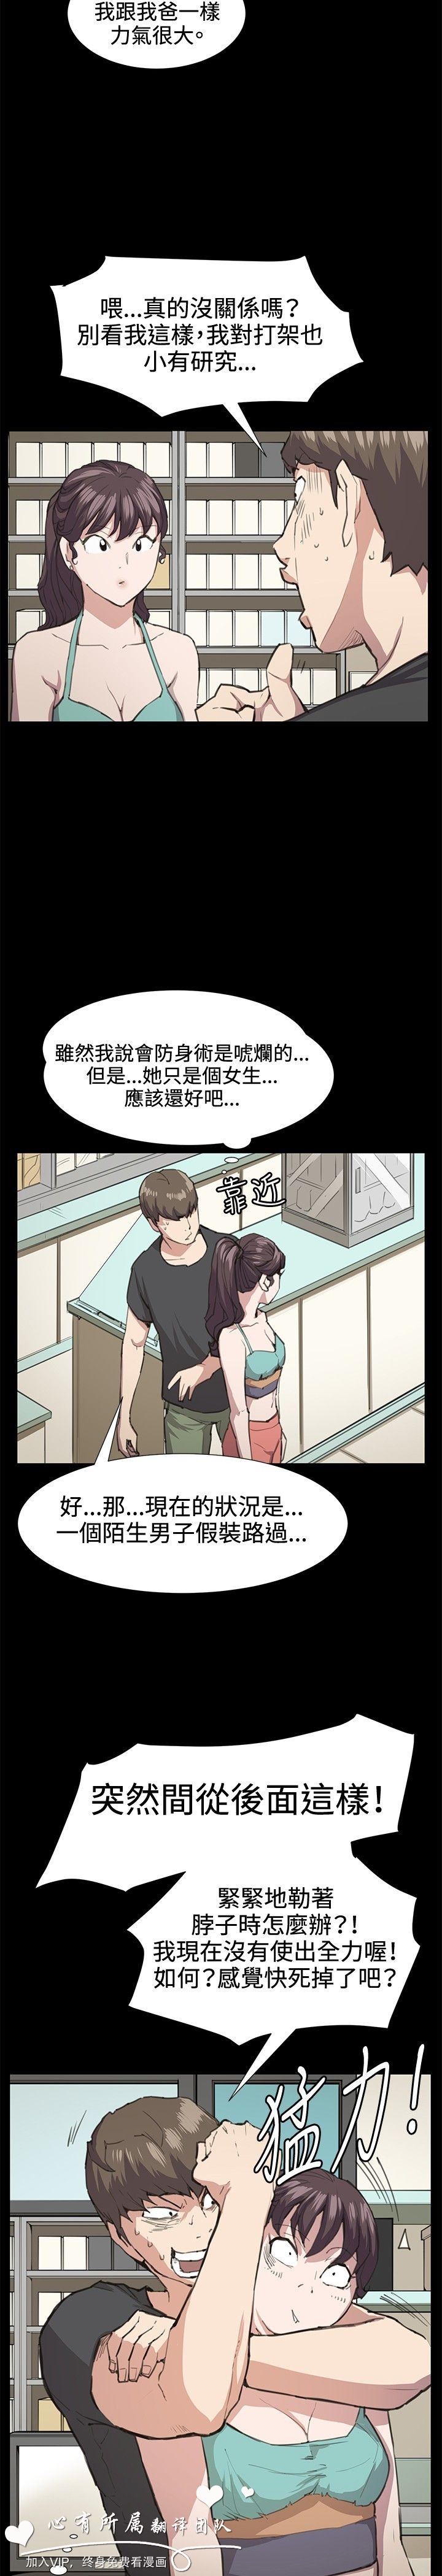 我跟我爸一樣
力氣很大。
喂...真的沒關係嗎?
別看我這樣,我對打架也
小有研究...
雖然我說會防身術是唬爛的...
但是...她只是個女生...
應該還好吧...
靠近
好...那...現在的狀況是...
一個陌生男子假裝路過...
突然間從後面這樣!
緊緊地勒著
脖子時怎麼辦?!
我現在沒有使出全力喔!
如何?感覺快死掉了吧?
猛力!
心有所属翻译团队
加入VIP，终身免费看漫画